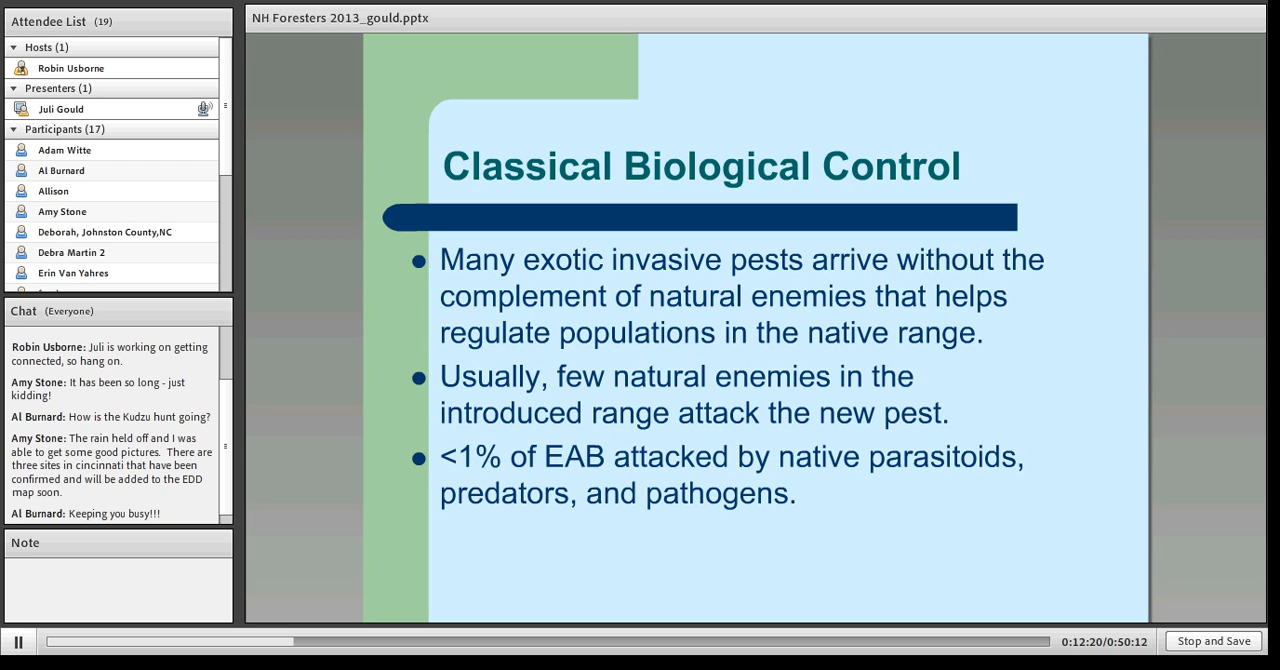 Attendee List (19)
Hosts (1)
Robin Usborne
Presenters (1)
Juli Gould
Participants (17)
Adam Witte
Al Burnard
Allison
Amy Stone
Deborah, Johnston County,NC
Debra Martin 2
Erin Van Yahres
Chat (Everyone)
Robin Usborne: Juli is working on getting
connected, so hang on.
Amy Stone: It has been so long - just
kidding!
Al Burnard: How is the Kudzu hunt going?
Amy Stone: The rain held off and I was
able to get some good pictures. There are
three sites in cincinnati that have been
confirmed and will be added to the EDD
map soon.
Al Burnard: Keeping you busy!!!
Note
NH Foresters 2013_gould.pptx
Classical Biological Control
● Many exotic invasive pests arrive without the
complement of natural enemies that helps
regulate populations in the native range.
● Usually, few natural enemies in the
introduced range attack the new pest.
● <1% of EAB attacked by native parasitoids,
predators, and pathogens.
0:12:20/0:50:12
Stop and Save